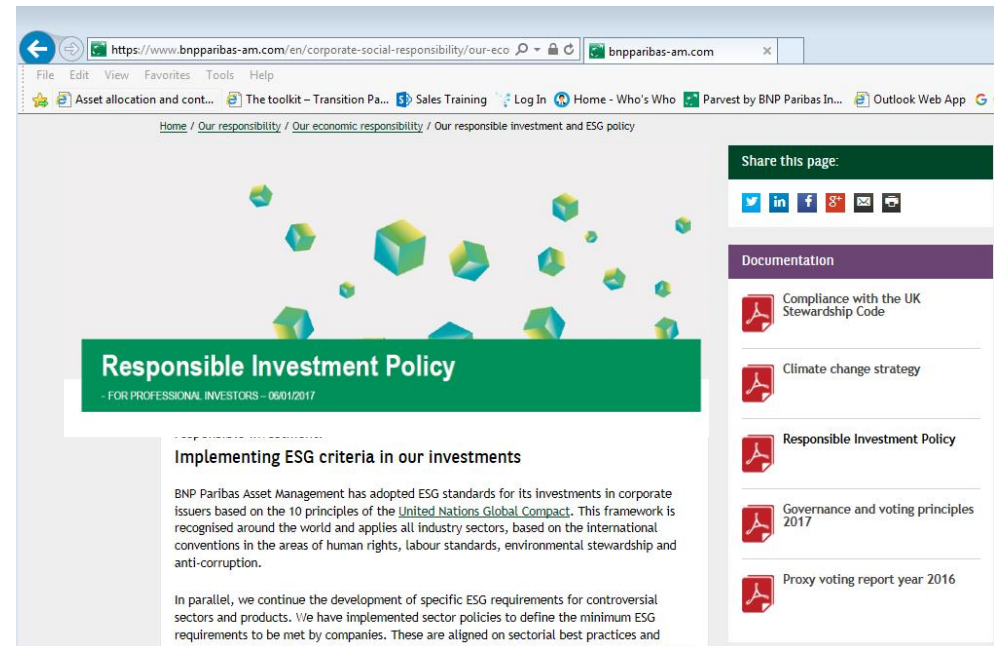 https://www.bnpparibas-am.com/en/corporate-social-responsibility/our-eco
bnpparibas-am.com
File Edit View Favorites Tools Help
Asset allocation and cont... The toolkit – Transition Pa... Sales Training Log In Home - Who's Who Parvest by BNP Paribas In... Outlook Web App
Home / Our responsibility / Our economic responsibility / Our responsible investment and ESG policy
Responsible Investment Policy
- FOR PROFESSIONAL INVESTORS – 06/01/2017
Implementing ESG criteria in our investments
BNP Paribas Asset Management has adopted ESG standards for its investments in corporate
issuers based on the 10 principles of the United Nations Global Compact. This framework is
recognised around the world and applies all industry sectors, based on the international
conventions in the areas of human rights, labour standards, environmental stewardship and
anti-corruption.
In parallel, we continue the development of specific ESG requirements for controversial
sectors and products. We have implemented sector policies to define the minimum ESG
requirements to be met by companies. These are aligned on sectorial best practices and
Share this page:
Documentation
Compliance with the UK
Stewardship Code
Climate change strategy
Responsible Investment Policy
Governance and voting principles
2017
Proxy voting report year 2016